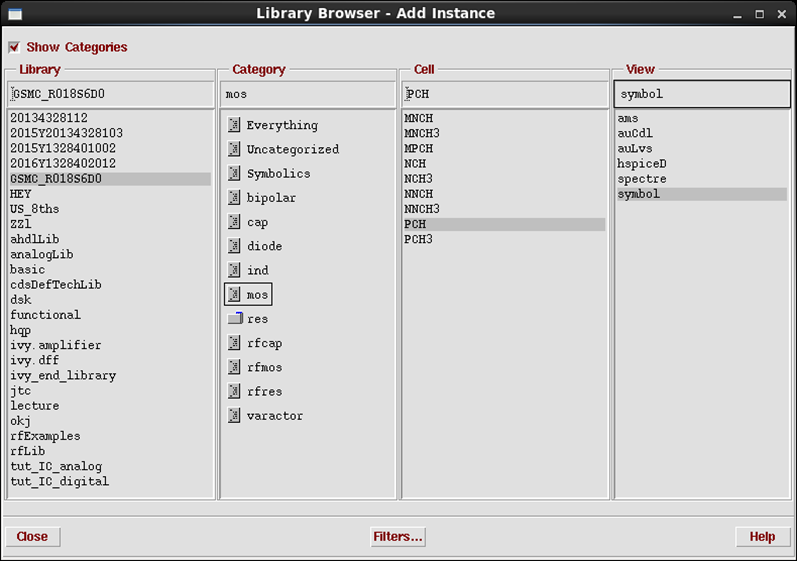 Library Browser - Add Instance
Show Categories
Library
GSMC_R018S6D0
20134328112
2015Y20134328103
2015Y1328401002
2016Y1328402012
GSMC_R018S6D0
HEY
US_8ths
ZZl
ahdlLib
analogLib
basic
cdsDefTechLib
dsk
functional
hqp
ivy.amplifier
ivy.dff
ivy_end_library
jtc
lecture
okj
rfExamples
rfLib
tut_IC_analog
tut_IC_digital
Category
mos
Everything
Uncategorized
Symbolics
bipolar
cap
diode
ind
mos
res
rfcap
rfmos
rfres
varactor
Cell
PCH
MNCH
MNCH3
MPCH
NCH
NCH3
NNCH
NNCH3
PCH
PCH3
View
symbol
ams
auCdl
auLvs
hspiceD
spectre
symbol
Close
Filters...
Help